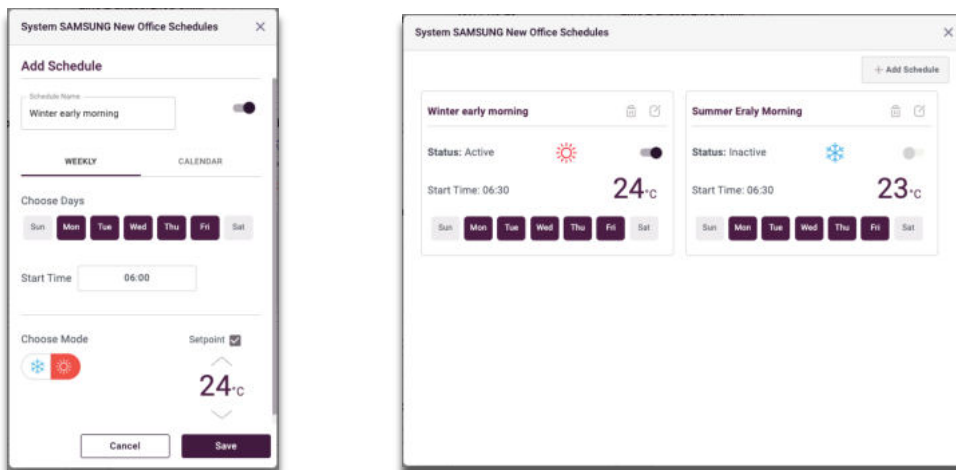 System SAMSUNG New Office Schedules
Add Schedule
Schedule Name
Winter early morning
WEEKLY CALENDAR
Choose Days
Sun Mon Tue Wed Thu Fri Sat
Start Time 06:00
Choose Mode Setpoint
24°C
Cancel Save
System SAMSUNG New Office Schedules
+ Add Schedule
Winter early morning
Status: Active
Start Time: 06:30 24°C
Sun Mon Tue Wed Thu Fri Sat
Summer Eraly Morning
Status: Inactive
Start Time: 06:30 23°C
Sun Mon Tue Wed Thu Fri Sat